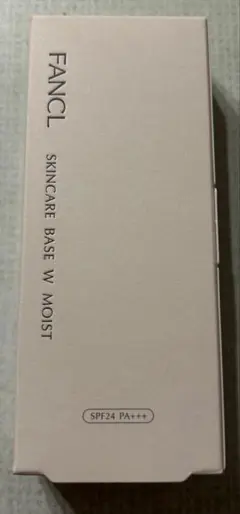 FANCL
SKINCARE BASE W MOIST
SPF24 PA+++